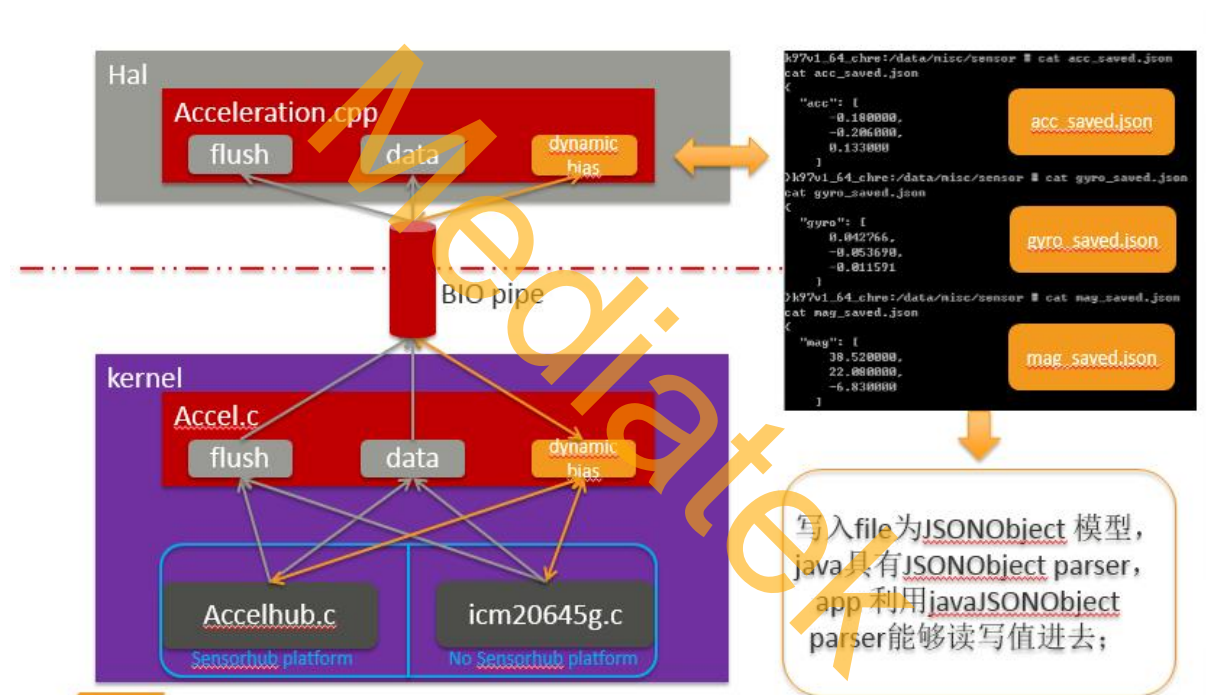 Hal
Acceleration.cpp
flush
data
dynamic
bias
BIO pipe
kernel
Accel.c
flush
data
dynamic
bias
Accelhub.c
Sensorhub platform
icm20645g.c
No Sensorhub platform
k97v1_64_chre:/data/misc/sensor # cat acc_saved.json
cat acc_saved.json
{
"acc": [
-0.180000,
-0.206000,
0.133000
]
acc_saved.json
}k97v1_64_chre:/data/misc/sensor # cat gyro_saved.json
cat gyro_saved.json
{
"gyro": [
0.042766,
-0.053690,
-0.011591
]
gyro_saved.json
}k97v1_64_chre:/data/misc/sensor # cat mag_saved.json
cat mag_saved.json
{
"mag": [
38.520000,
22.080000,
-6.830000
]
mag_saved.json
写入file为JSONObject 模型，
java具有JSONObject parser，
app 利用javaJSONObject
parser能够读写值进去；
Mediatek